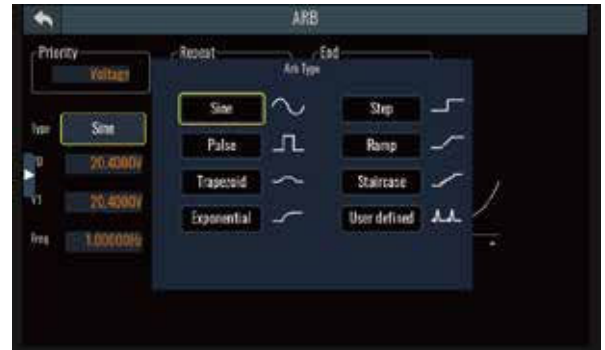 ARB
Priority
Voltage
Repeat
End
Arb Type
Type
Sine
Sine
Step
Pulse
Ramp
Trapezoid
Staircase
Exponential
User defined
20.4000V
V1
20.4000V
Freq
1.00000Hz